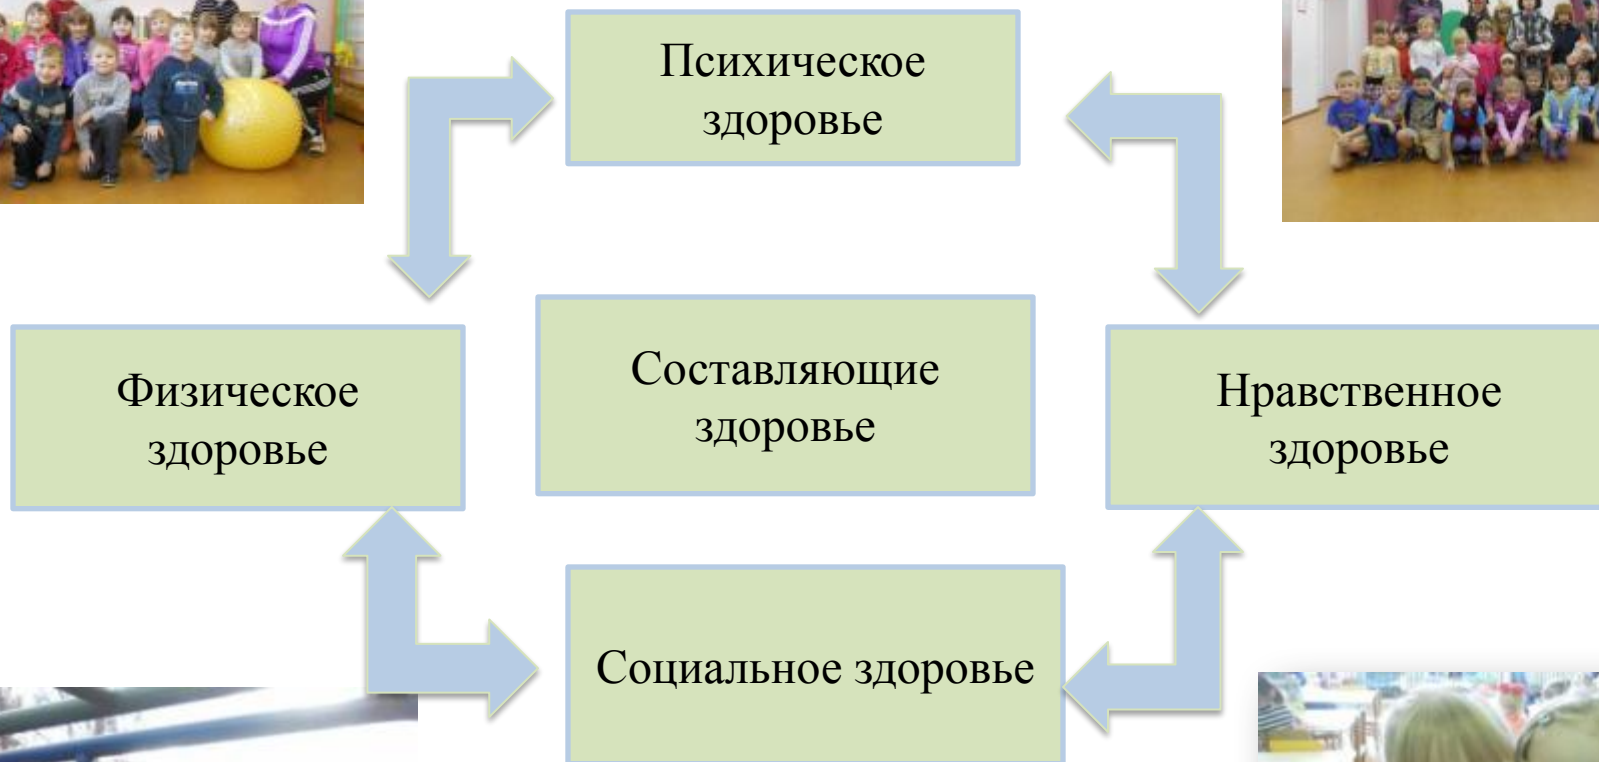 Психическое
здоровье
Физическое
здоровье
Составляющие
здоровье
Нравственное
здоровье
Социальное здоровье